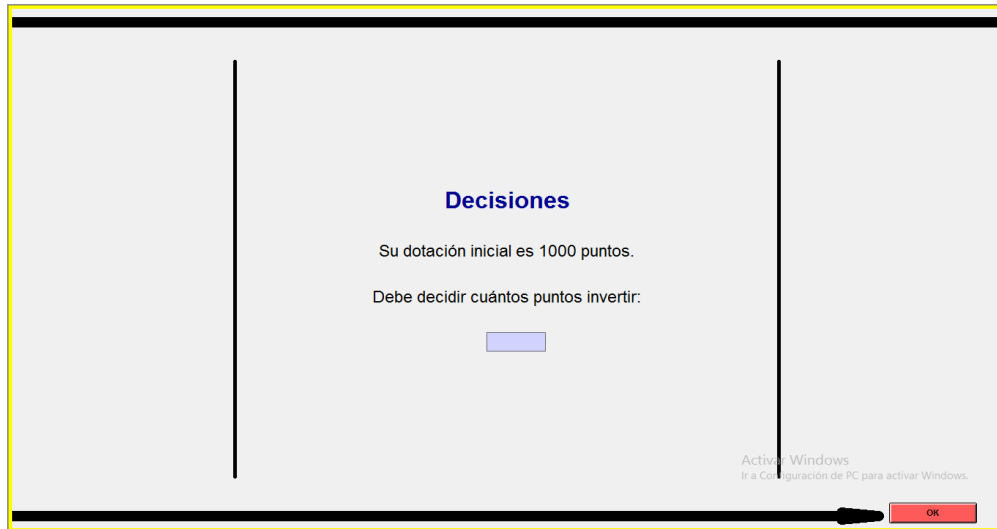 Decisiones
Su dotación inicial es 1000 puntos.
Debe decidir cuántos puntos invertir:
Activar Windows
Ir a Configuración de PC para activar Windows.
OK